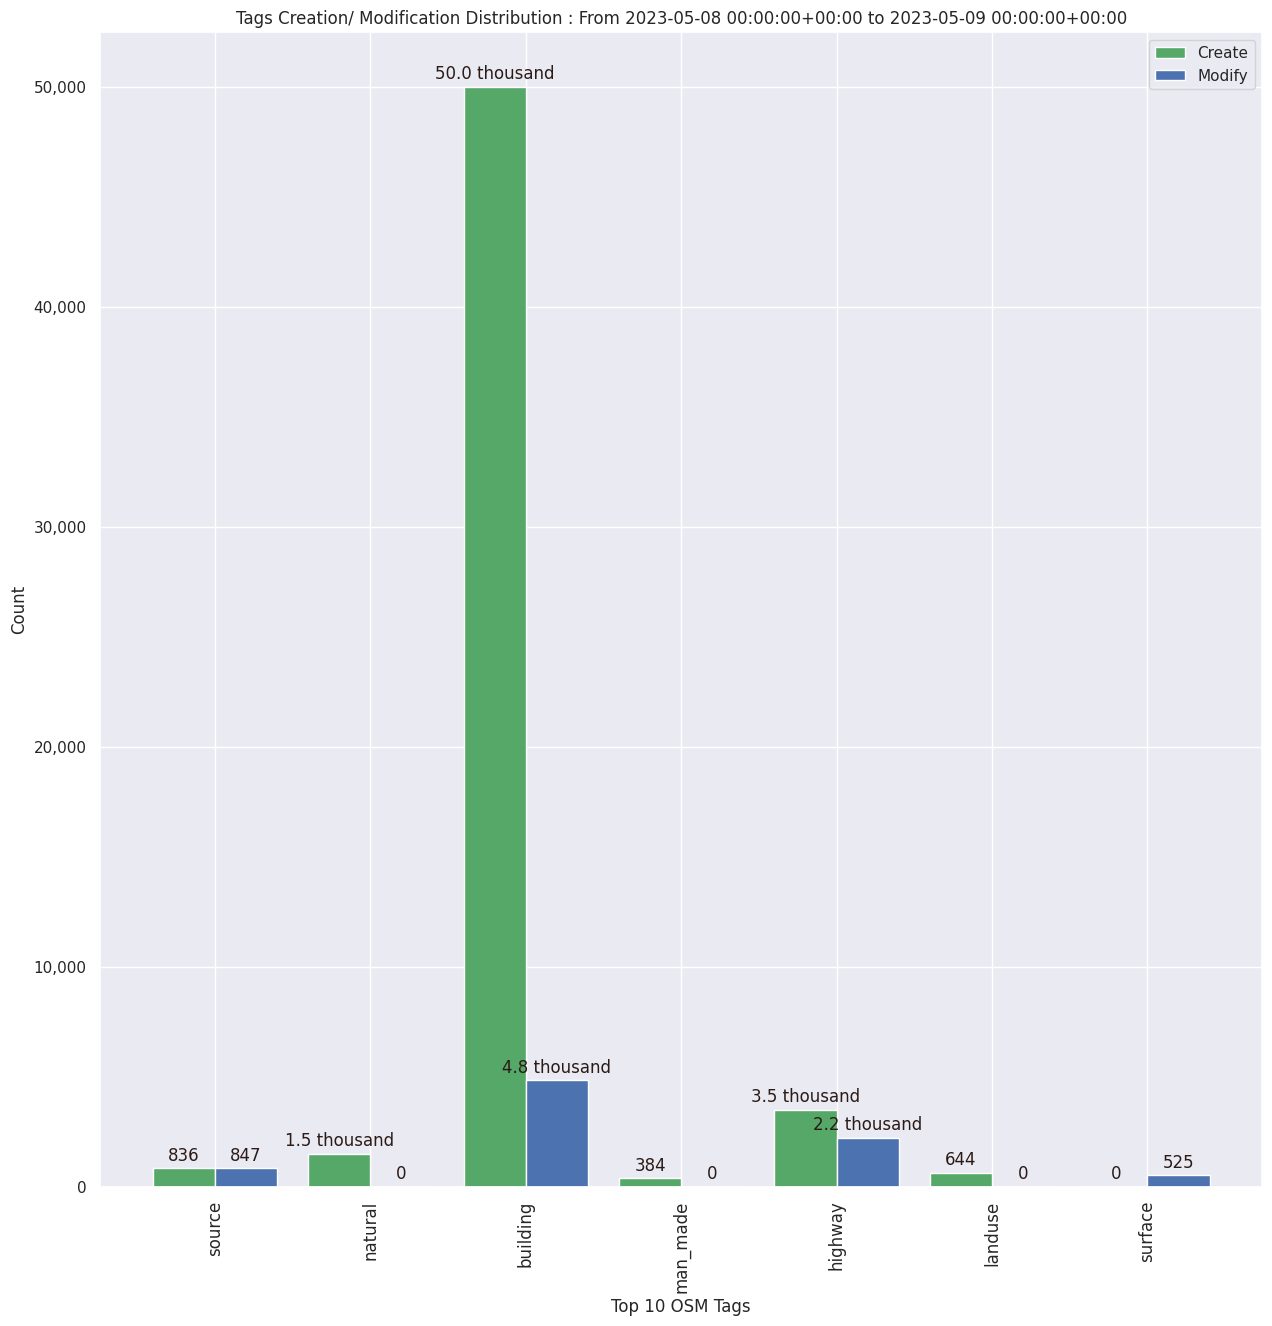 Tags Creation/ Modification Distribution : From 2023-05-08 00:00:00+00:00 to 2023-05-09 00:00:00+00:00
Create
Modify
50.0 thousand
50,000
40,000
30,000
20,000
10,000
0
Count
836
847
1.5 thousand
0
4.8 thousand
384
0
3.5 thousand
2.2 thousand
644
0
0
525
source
natural
building
man_made
highway
landuse
surface
Top 10 OSM Tags